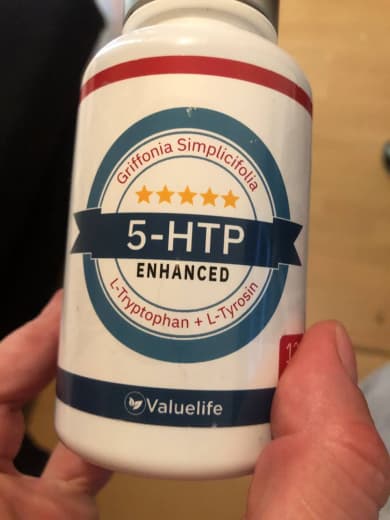 Griffonia Simplicifolia
5-HTP
ENHANCED
L-Tryptophan + L-Tyrosin
Valuelife